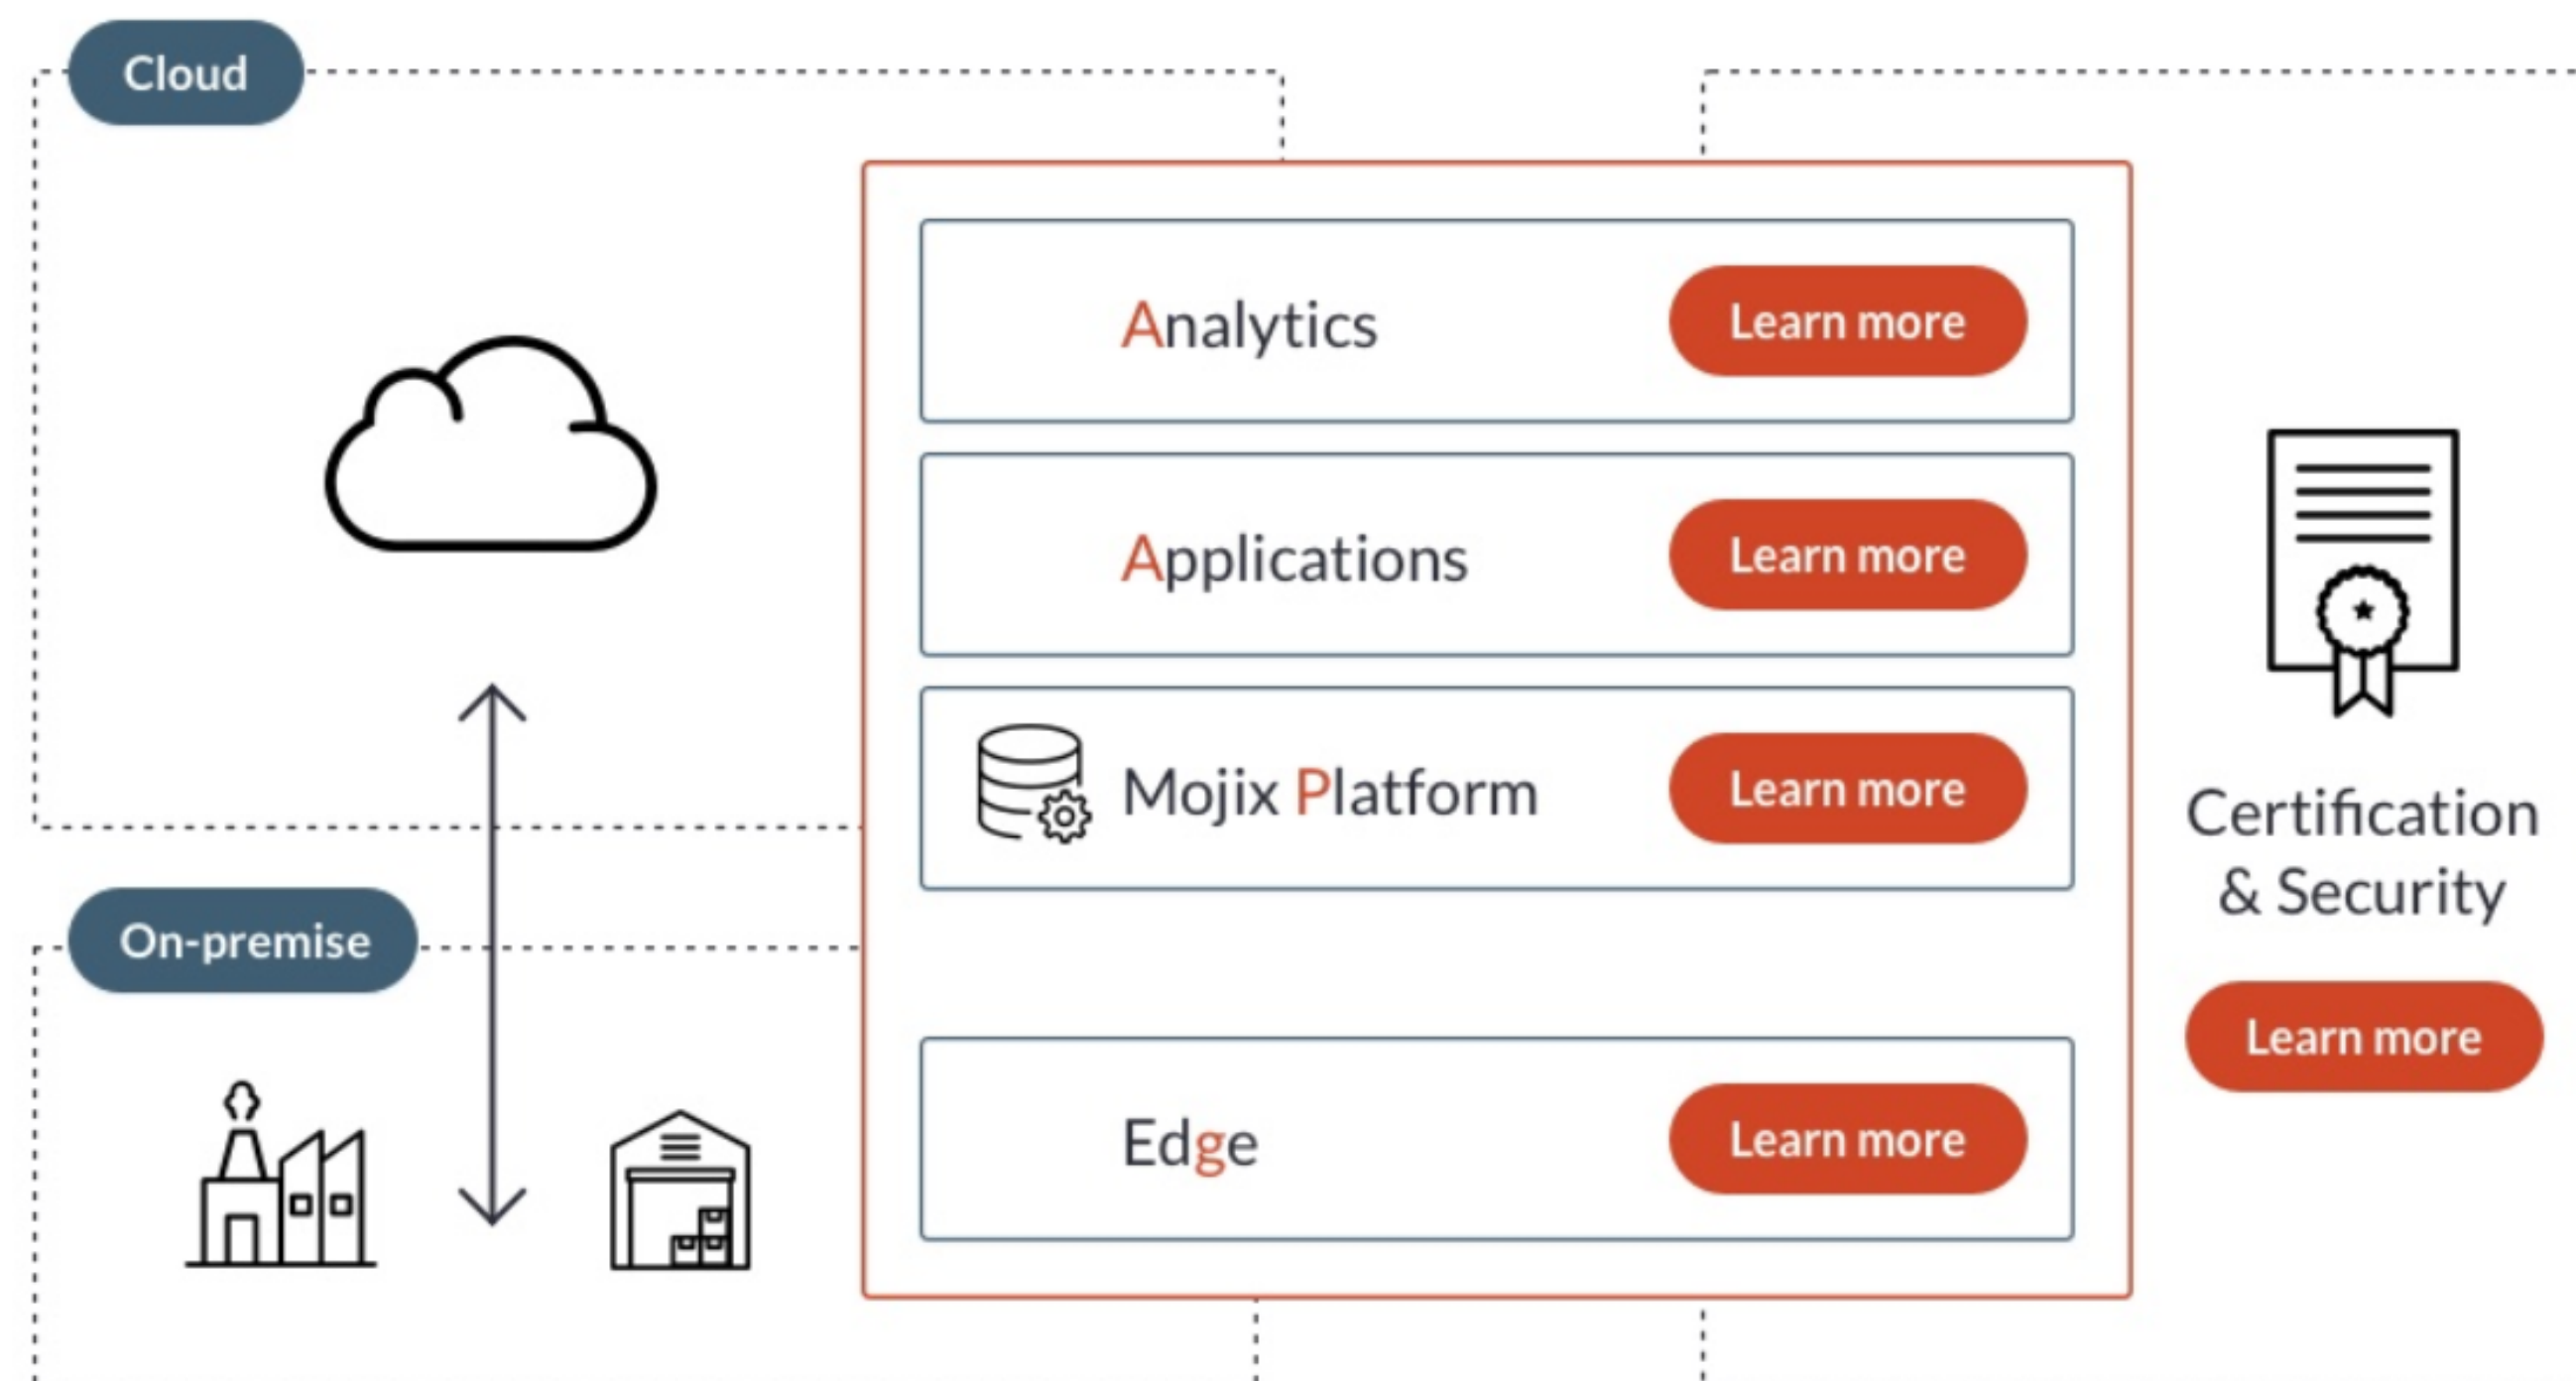 Cloud
Analytics
Learn more
Applications
Learn more
Mojix Platform
Learn more
Certification
& Security
Learn more
On-premise
Edge
Learn more